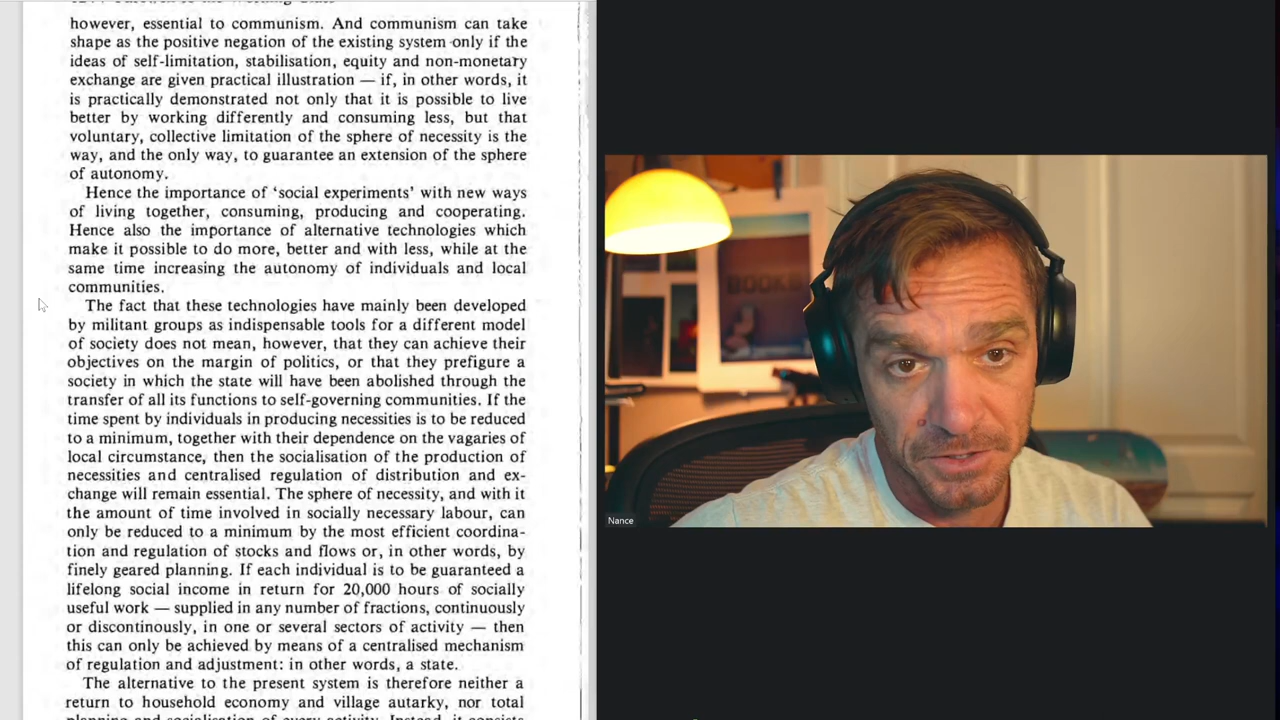 however, essential to communism. And communism can take
shape as the positive negation of the existing system only if the
ideas of self-limitation, stabilisation, equity and non-monetary
exchange are given practical illustration — if, in other words, it
is practically demonstrated not only that it is possible to live
better by working differently and consuming less, but that
voluntary, collective limitation of the sphere of necessity is the
way, and the only way, to guarantee an extension of the sphere
of autonomy.
Hence the importance of ‘social experiments’ with new ways
of living together, consuming, producing and cooperating.
Hence also the importance of alternative technologies which
make it possible to do more, better and with less, while at the
same time increasing the autonomy of individuals and local
communities.
The fact that these technologies have mainly been developed
by militant groups as indispensable tools for a different model
of society does not mean, however, that they can achieve their
objectives on the margin of politics, or that they prefigure a
society in which the state will have been abolished through the
transfer of all its functions to self-governing communities. If the
time spent by individuals in producing necessities is to be reduced
to a minimum, together with their dependence on the vagaries of
local circumstance, then the socialisation of the production of
necessities and centralised regulation of distribution and ex-
change will remain essential. The sphere of necessity, and with it
the amount of time involved in socially necessary labour, can
only be reduced to a minimum by the most efficient coordina-
tion and regulation of stocks and flows or, in other words, by
finely geared planning. If each individual is to be guaranteed a
lifelong social income in return for 20,000 hours of socially
useful work — supplied in any number of fractions, continuously
or discontinuously, in one or several sectors of activity — then
this can only be achieved by means of a centralised mechanism
of regulation and adjustment: in other words, a state.
The alternative to the present system is therefore neither a
return to household economy and village autarky, nor total
planning and socialisation of every activity. Instead, it consists
BOOKS
Nance